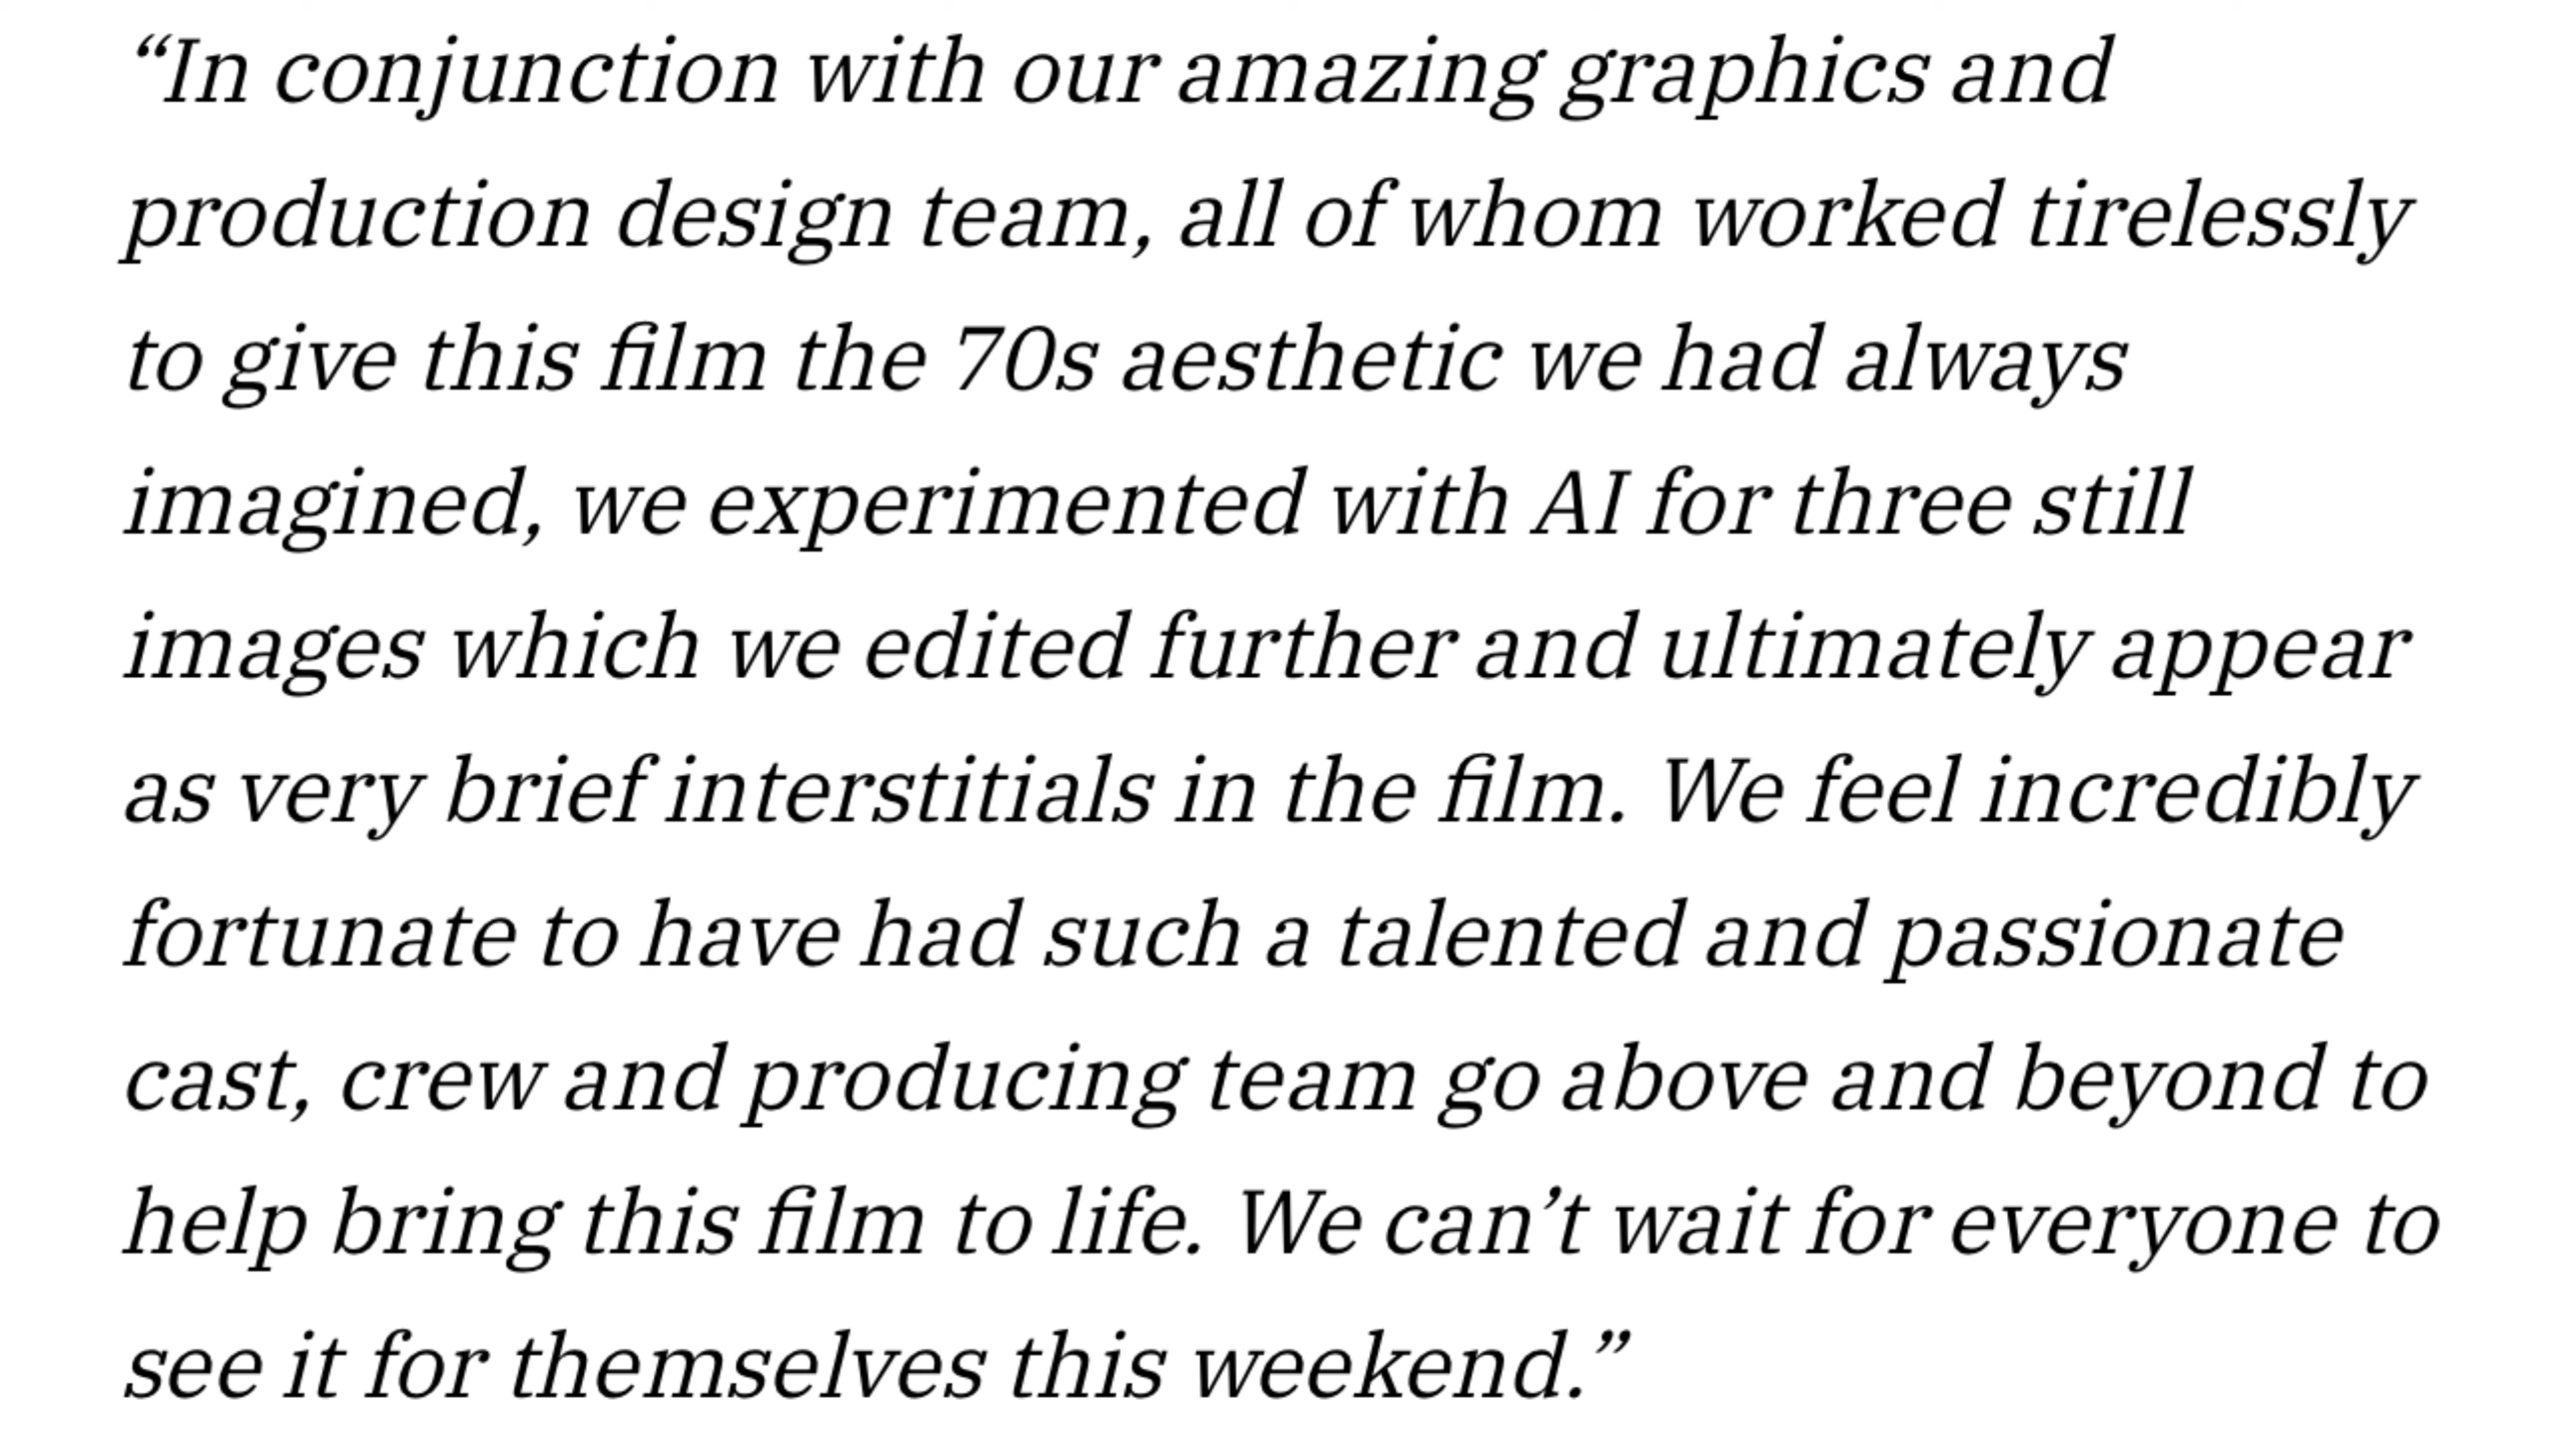 “In conjunction with our amazing graphics and
production design team, all of whom worked tirelessly
to give this film the 70s aesthetic we had always
imagined, we experimented with AI for three still
images which we edited further and ultimately appear
as very brief interstitials in the film. We feel incredibly
fortunate to have had such a talented and passionate
cast, crew and producing team go above and beyond to
help bring this film to life. We can’t wait for everyone to
see it for themselves this weekend.”